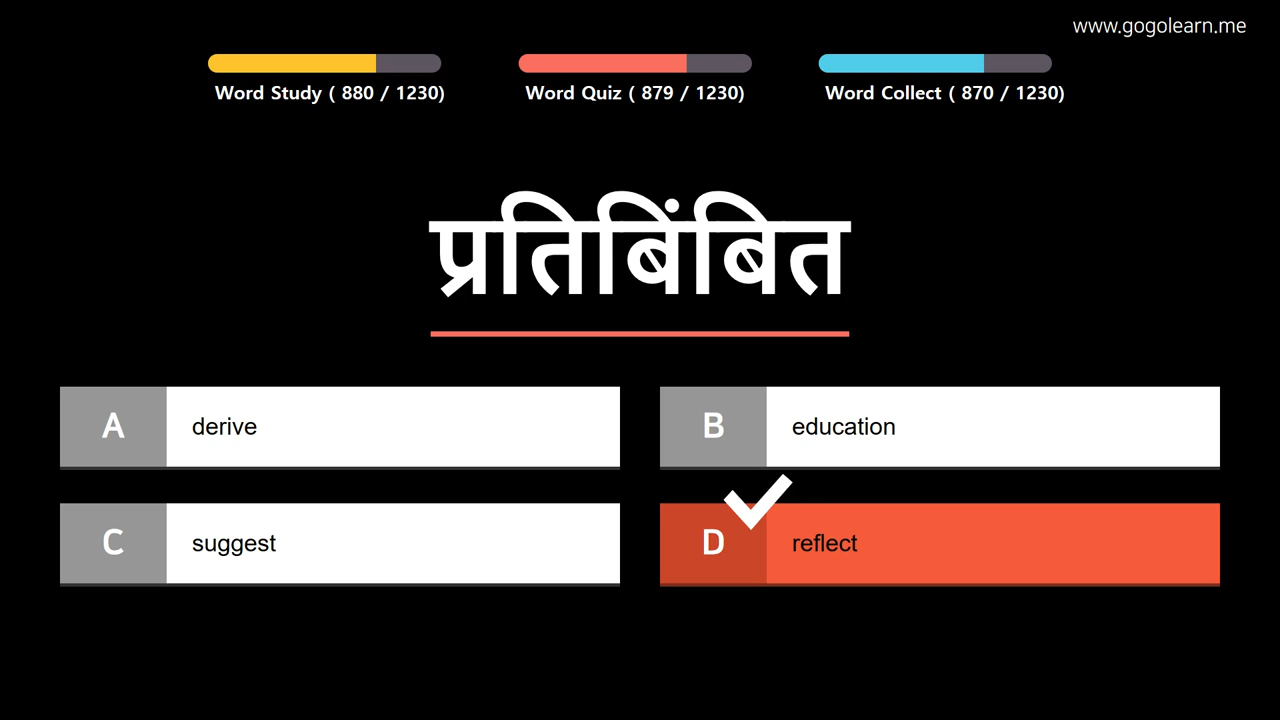 www.gogolearn.me
Word Study ( 880 / 1230)
Word Quiz ( 879 / 1230)
Word Collect ( 870 / 1230)
प्रतिबिंबित
A derive
B education
C suggest
D reflect